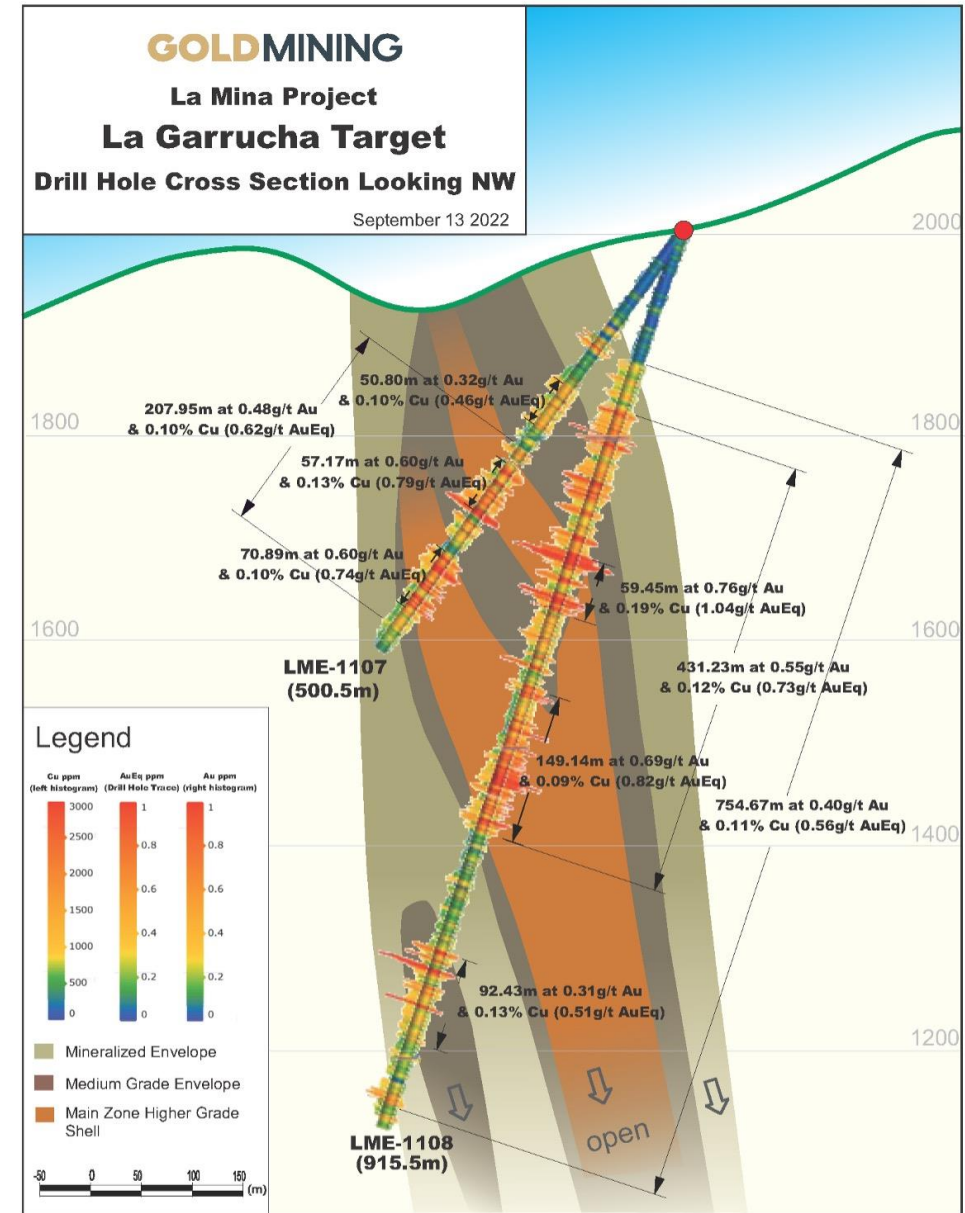 GOLDMINING
La Mina Project
La Garrucha Target
Drill Hole Cross Section Looking NW
September 13 2022
2000
1800
1800
1600
1600
1400
1200
50.80m at 0.32g/t Au
& 0.10% Cu (0.46g/t AuEq)
207.95m at 0.48g/t Au
& 0.10% Cu (0.62g/t AuEq)
57.17m at 0.60g/t Au
& 0.13% Cu (0.79g/t AuEq)
70.89m at 0.60g/t Au
& 0.10% Cu (0.74g/t AuEq)
LME-1107
(500.5m)
59.45m at 0.76g/t Au
& 0.19% Cu (1.04g/t AuEq)
431.23m at 0.55g/t Au
& 0.12% Cu (0.73g/t AuEq)
149.14m at 0.69g/t Au
& 0.09% Cu (0.82g/t AuEq)
754.67m at 0.40g/t Au
& 0.11% Cu (0.56g/t AuEq)
92.43m at 0.31g/t Au
& 0.13% Cu (0.51g/t AuEq)
LME-1108
(915.5m)
open
Legend
Cu ppm
(left histogram)
3000
2500
2000
1500
1000
500
0
AuEq ppm
(Drill Hole Trace)
1
0.8
0.6
0.4
0.2
0
Au ppm
(right histogram)
1
0.8
0.6
0.4
0.2
0
Mineralized Envelope
Medium Grade Envelope
Main Zone Higher Grade
Shell
-50 0 50 100 150 (m)